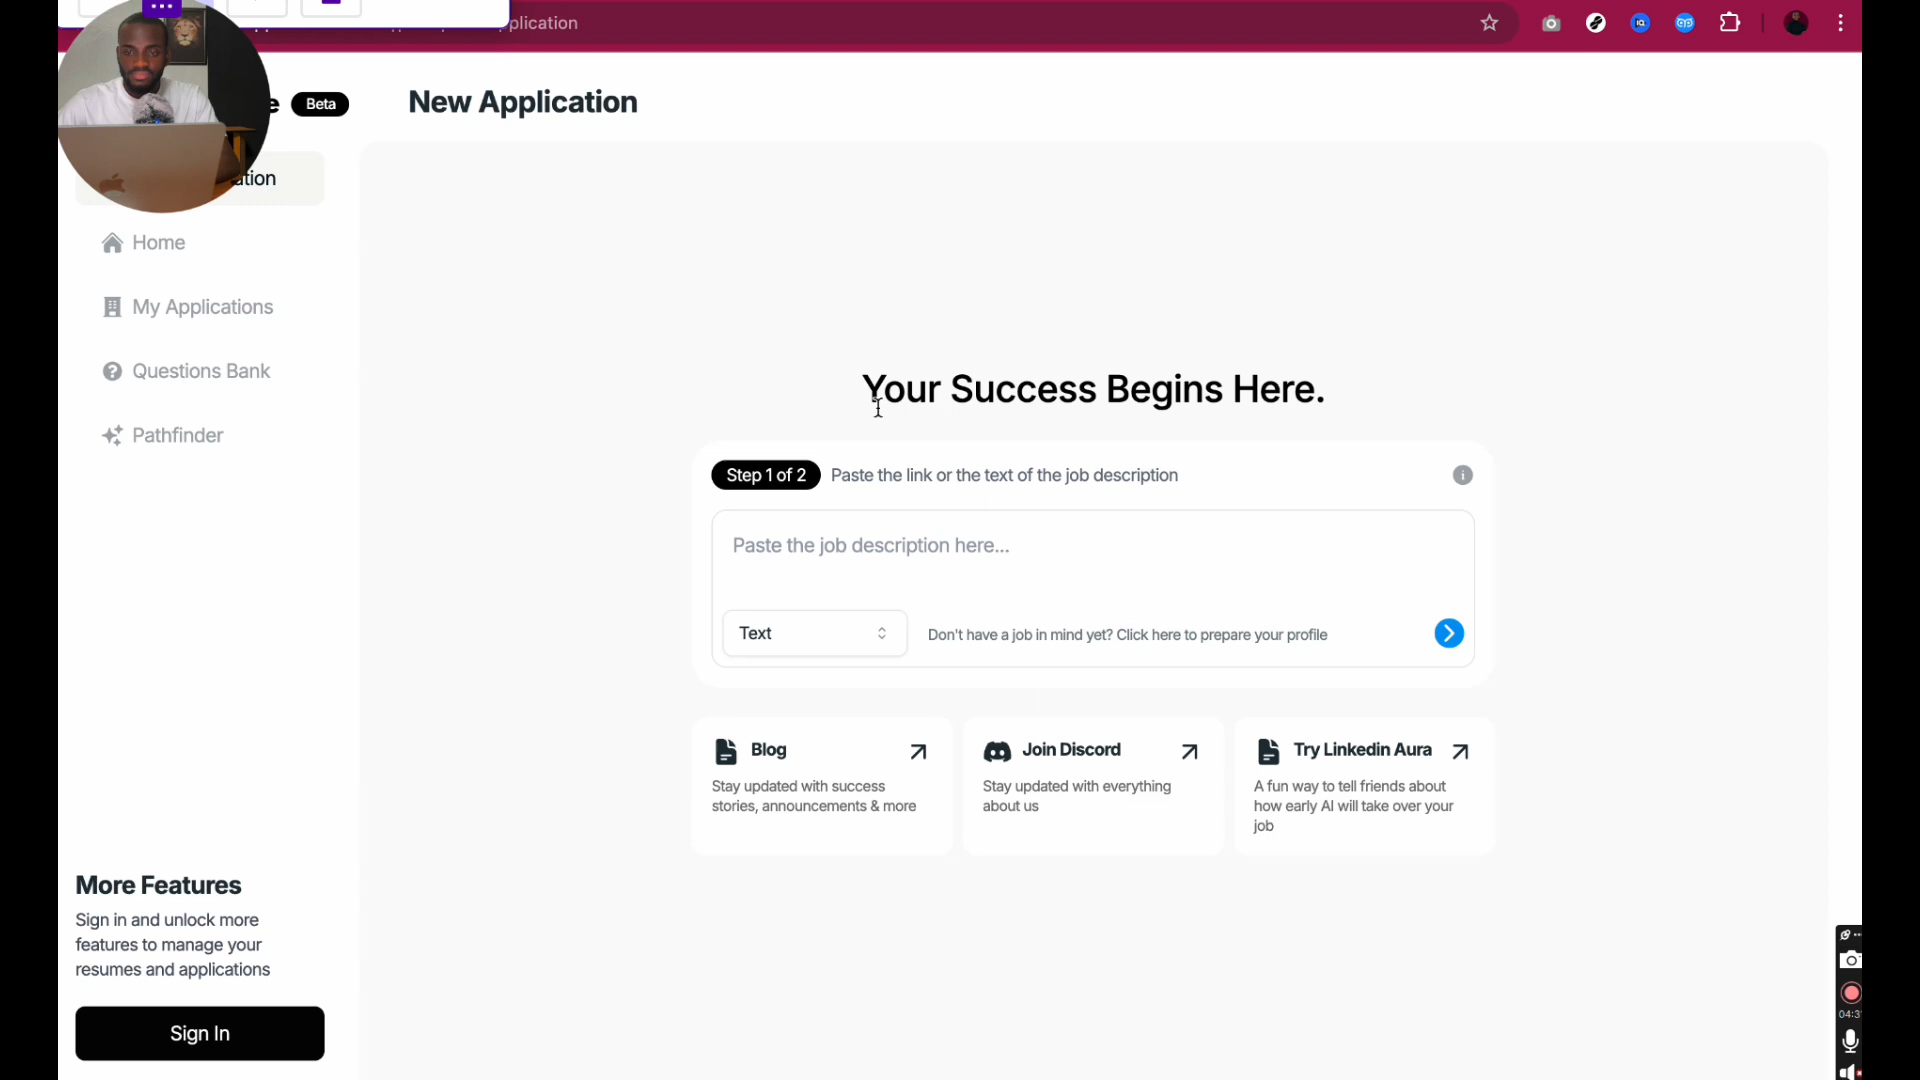 plication
e
Beta
New Application
ation
Home
My Applications
Questions Bank
Pathfinder
Your Success Begins Here.
Step 1 of 2
Paste the link or the text of the job description
Paste the job description here...
Text
Don't have a job in mind yet? Click here to prepare your profile
Blog
Stay updated with success
stories, announcements & more
Join Discord
Stay updated with everything
about us
Try Linkedin Aura
A fun way to tell friends about
how early AI will take over your
job
More Features
Sign in and unlock more
features to manage your
resumes and applications
Sign In
04:3